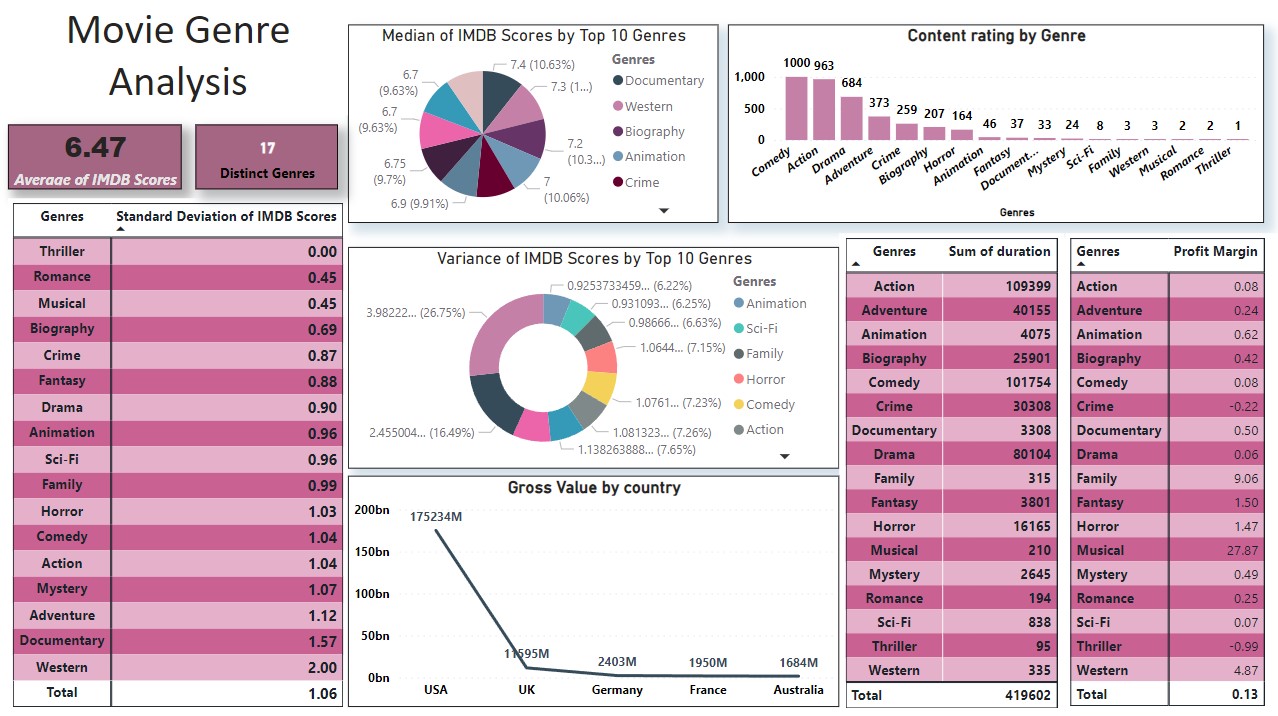 Movie Genre
Analysis
6.47
Average of IMDB Scores
17
Distinct Genres
Genres Standard Deviation of IMDB Scores
Thriller 0.00
Romance 0.45
Musical 0.45
Biography 0.69
Crime 0.87
Fantasy 0.88
Drama 0.90
Animation 0.96
Sci-Fi 0.96
Family 0.99
Horror 1.03
Comedy 1.04
Action 1.04
Mystery 1.07
Adventure 1.12
Documentary 1.57
Western 2.00
Total 1.06
Median of IMDB Scores by Top 10 Genres
7.4 (10.63%)
7.3 (1...)
7.2
(10.3...)
7
(10.06%)
6.9 (9.91%)
6.75
(9.7%)
6.7
(9.63%)
6.7
(9.63%)
Genres
Documentary
Western
Biography
Animation
Crime
Content rating by Genre
1,000
500
0
1000
963
684
373
259
207
164
46
37
33
24
8
3
3
2
2
1
Comedy
Action
Drama
Adventure
Crime
Biography
Horror
Animation
Fantasy
Document...
Mystery
Sci-Fi
Family
Western
Musical
Romance
Thriller
Genres
Variance of IMDB Scores by Top 10 Genres
0.9253733459... (6.22%)
0.931093... (6.25%)
0.98666... (6.63%)
1.0644... (7.15%)
1.0761... (7.23%)
1.081323... (7.26%)
1.138263888... (7.65%)
2.455004... (16.49%)
3.98222... (26.75%)
Genres
Animation
Sci-Fi
Family
Horror
Comedy
Action
Gross Value by country
200bn
150bn
100bn
50bn
0bn
175234M
11595M
2403M
1950M
1684M
USA
UK
Germany
France
Australia
Genres Sum of duration
Action 109399
Adventure 40155
Animation 4075
Biography 25901
Comedy 101754
Crime 30308
Documentary 3308
Drama 80104
Family 315
Fantasy 3801
Horror 16165
Musical 210
Mystery 2645
Romance 194
Sci-Fi 838
Thriller 95
Western 335
Total 419602
Genres Profit Margin
Action 0.08
Adventure 0.24
Animation 0.62
Biography 0.42
Comedy 0.08
Crime -0.22
Documentary 0.50
Drama 0.06
Family 9.06
Fantasy 1.50
Horror 1.47
Musical 27.87
Mystery 0.49
Romance 0.25
Sci-Fi 0.07
Thriller -0.99
Western 4.87
Total 0.13